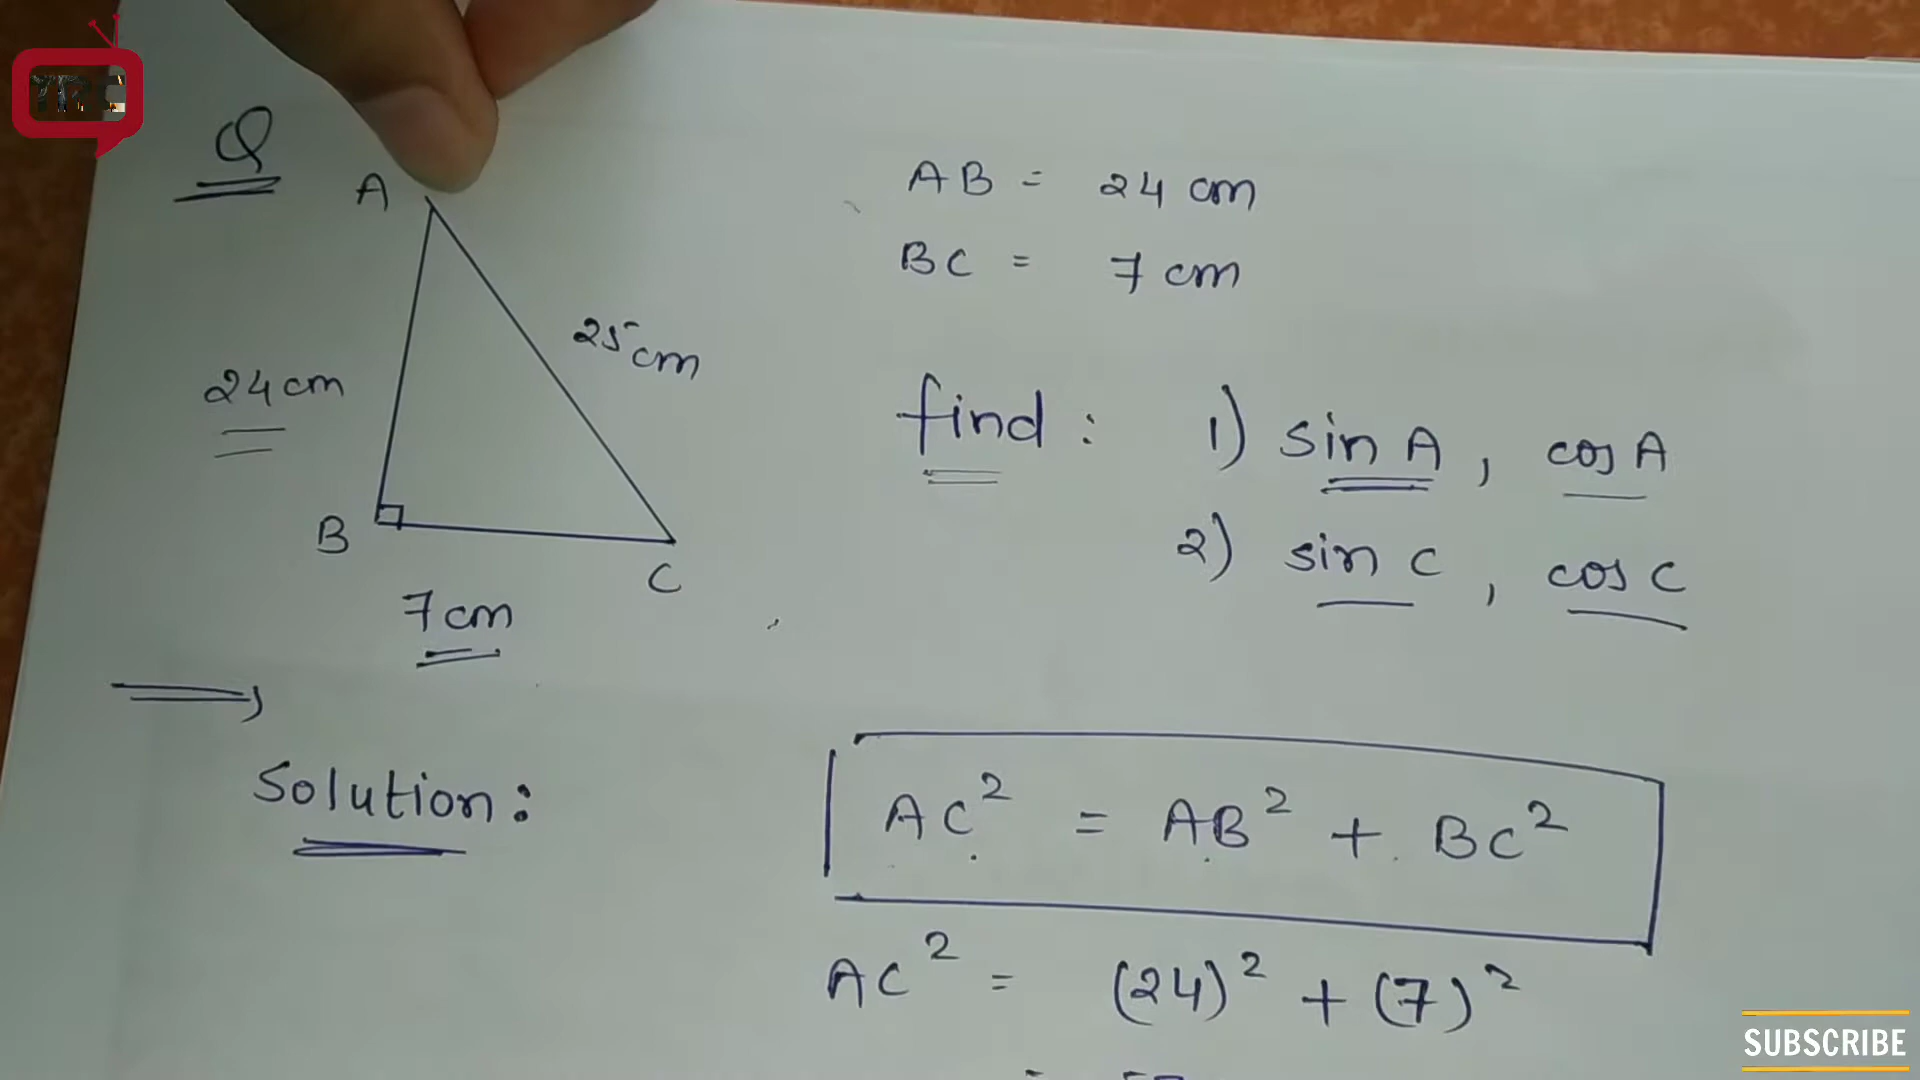 Q
A
AB = 24 cm
BC = 7 cm
25 cm
24 cm
find : 1) sin A , cos A
B
C
2) sin C , cos C
7 cm
Solution :
AC² = AB² + BC²
AC² = (24)² + (7)²
SUBSCRIBE